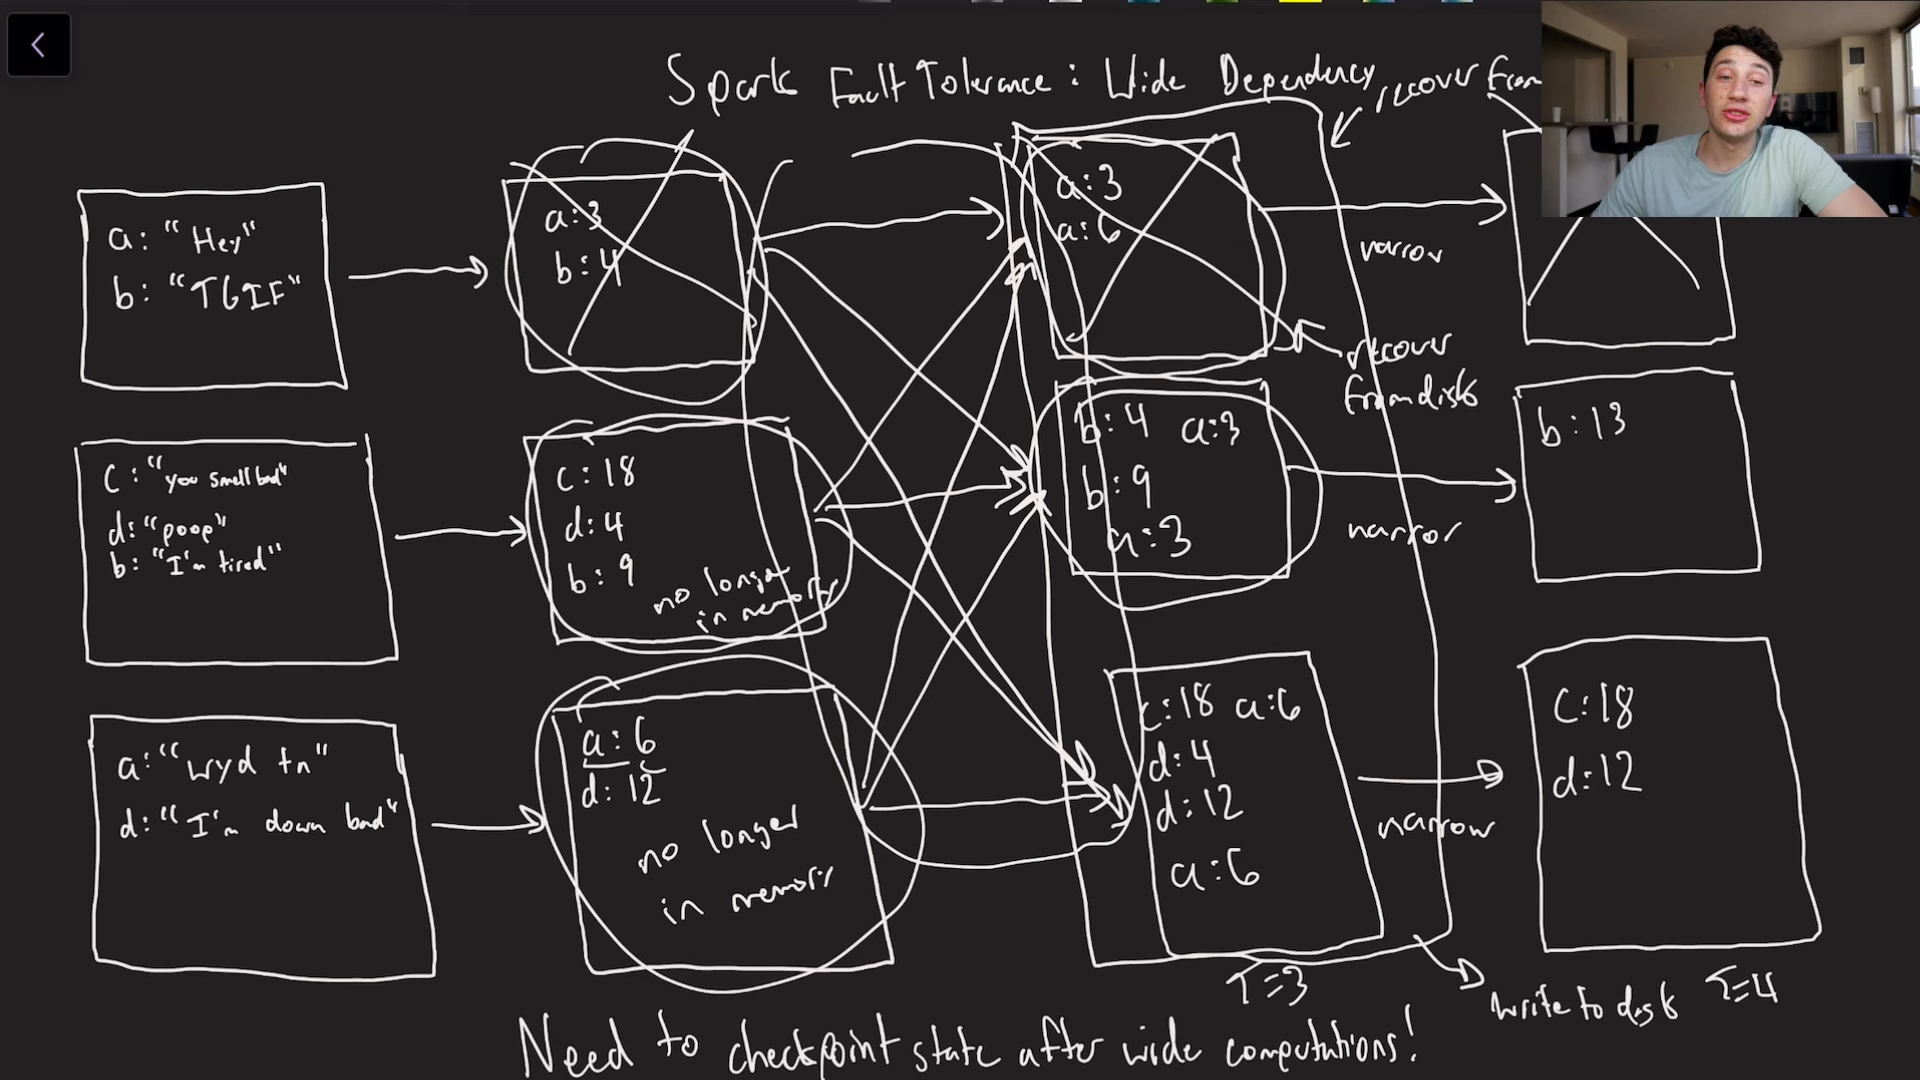 Spark Fault Tolerance: Wide Dependency
recover from
a: "Hey"
b: "TGIF"
a:3
b:4
a:3
a:6
narrow
recover
from disk
c: "you smell bad"
d: "poop"
b: "I'm tired"
c:18
d:4
b:9
no longer
in memory
b:4 a:3
b:9
a:3
narror
b:13
a: "wyd tn"
d: "I'm down bad"
a:6
d:12
no longer
in memory
c:18 a:6
d:4
d:12
a:6
narrow
c:18
d:12
T=3
write to disk
T=4
Need to checkpoint state after wide computations!